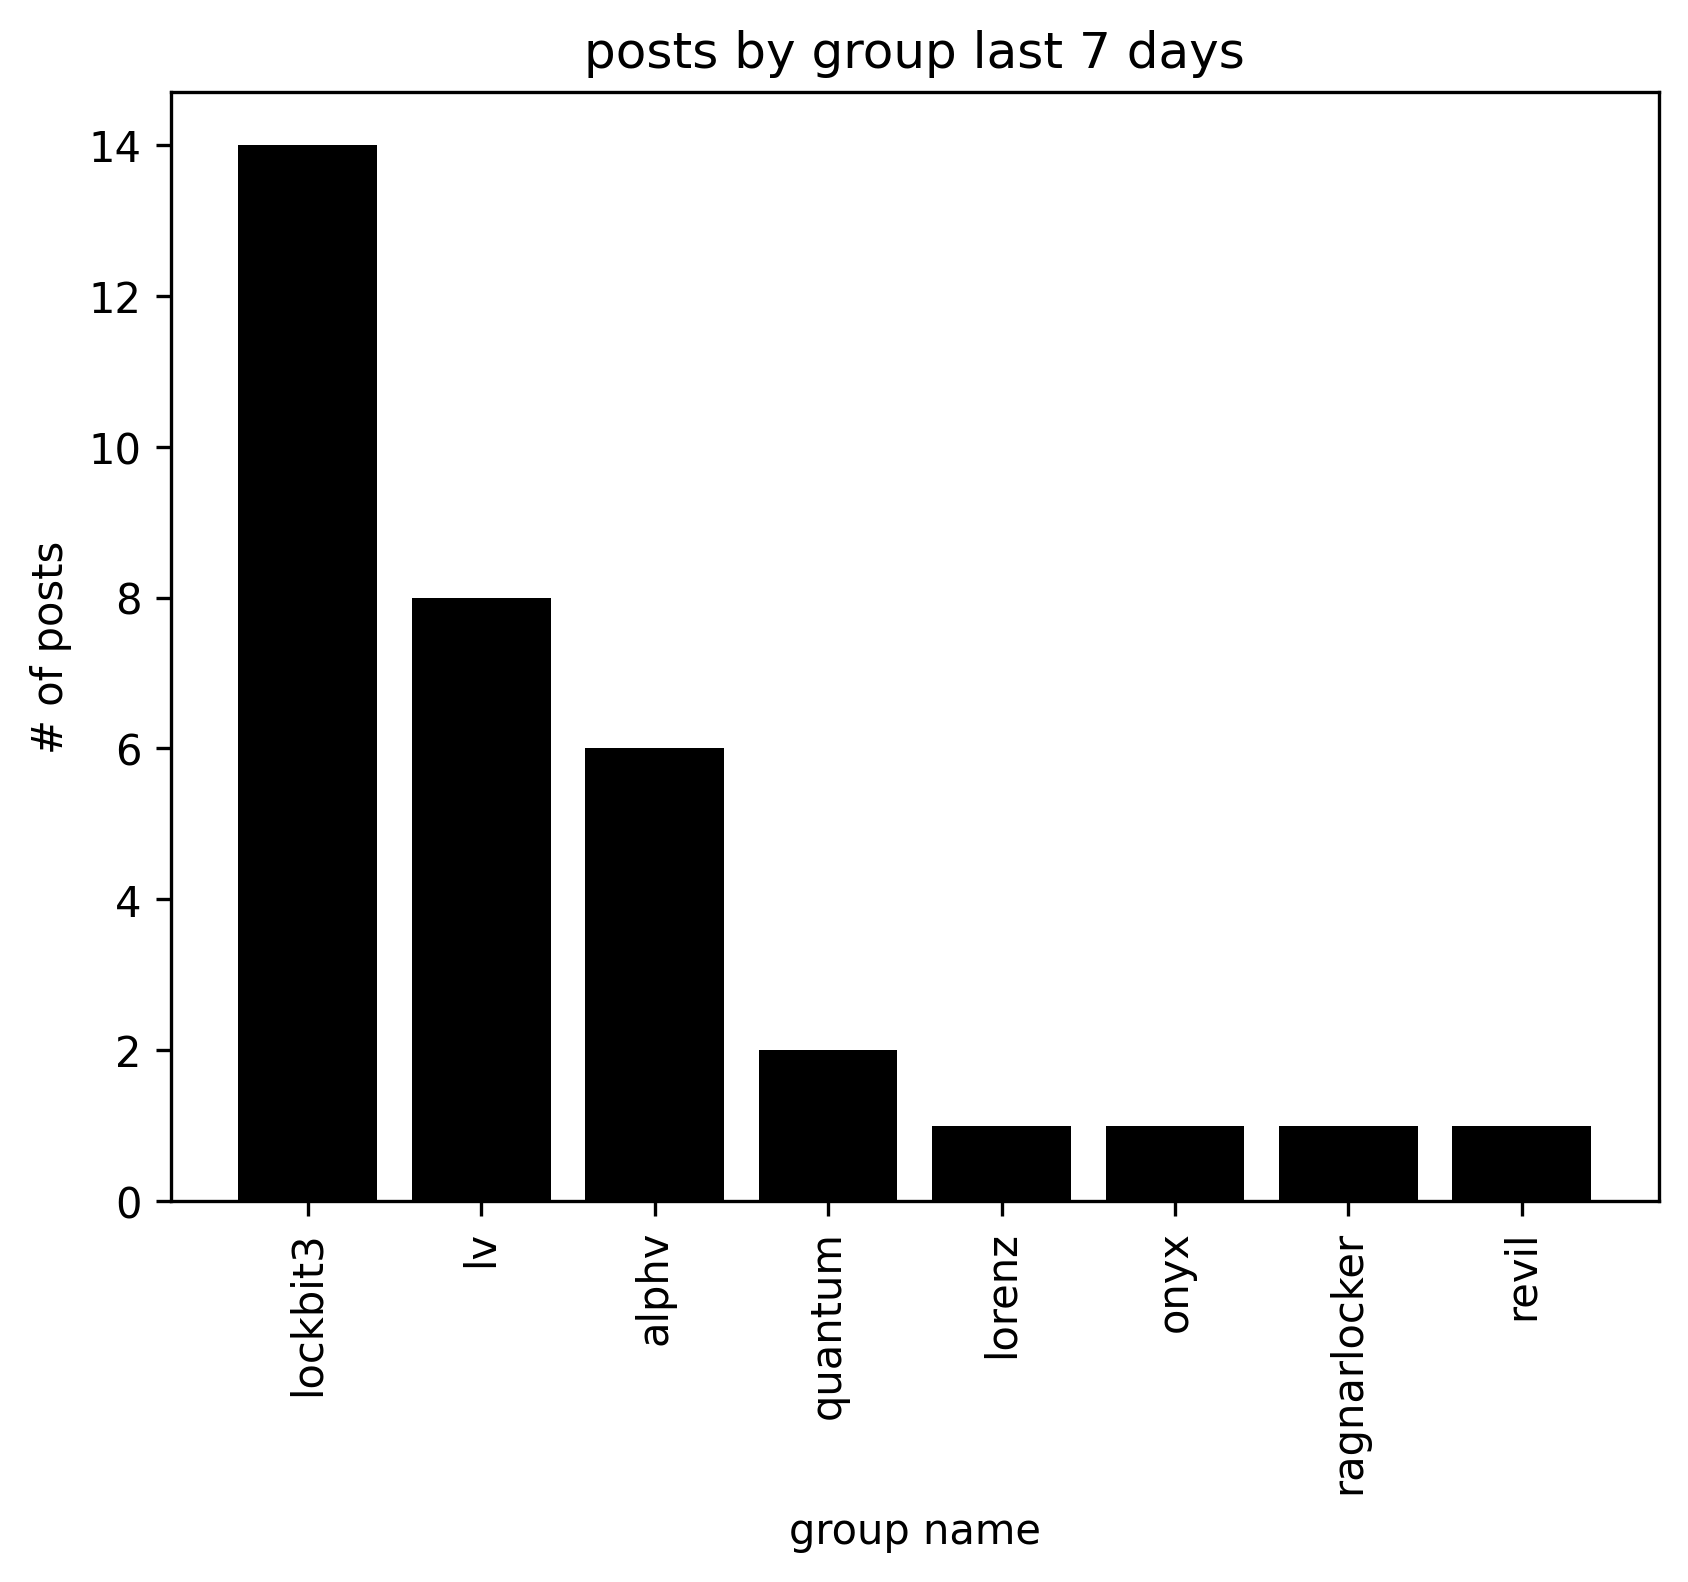 posts by group last 7 days
14
12
10
8
6
4
2
0
# of posts
lockbit3
lv
alphv
quantum
lorenz
onyx
ragnarlocker
revil
group name